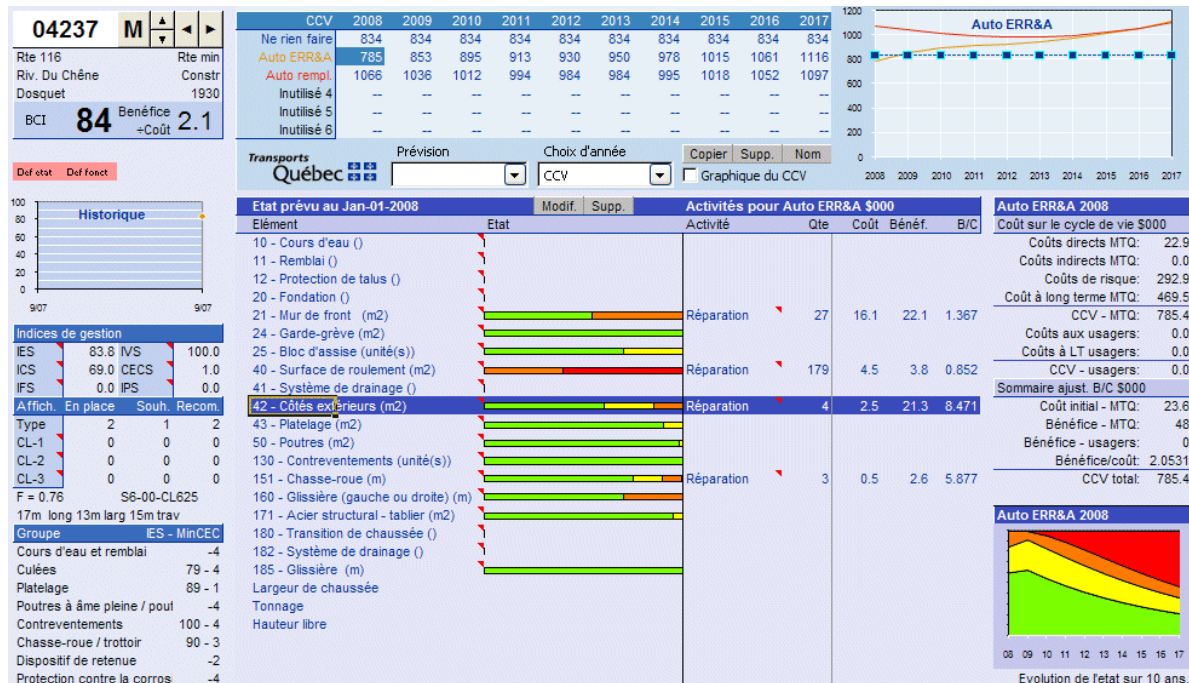 04237 M
Rte 116 Rte min
Riv. Du Chêne Constr
Dosquet 1930
BCI 84 Bénéfice ÷Coût 2.1
Def etat Def fonct
CCV 2008 2009 2010 2011 2012 2013 2014 2015 2016 2017
Ne rien faire 834 834 834 834 834 834 834 834 834 834
Auto ERR&A 785 853 895 913 930 950 978 1015 1061 1116
Auto rempl. 1066 1036 1012 994 984 984 995 1018 1052 1097
Inutilisé 4 -- -- -- -- -- -- -- -- -- --
Inutilisé 5 -- -- -- -- -- -- -- -- -- --
Inutilisé 6 -- -- -- -- -- -- -- -- -- --
Transports Québec
Prévision Choix d'année Copier Supp. Nom
CCV Graphique du CCV
Auto ERR&A
1200
1000
800
600
400
200
0
2008 2009 2010 2011 2012 2013 2014 2015 2016 2017
Historique
100
80
60
40
20
0
9/07 9/07
Indices de gestion
IES 83.8 IVS 100.0
ICS 69.0 CECS 1.0
IFS 0.0 IPS 0.0
Affich. En place Souh. Recom.
Type 2 1 2
CL-1 0 0 0
CL-2 0 0 0
CL-3 0 0 0
F = 0.76 S6-00-CL625
17m long 13m larg 15m trav
Groupe IES - MinCEC
Cours d'eau et remblai -4
Culées 79 - 4
Platelage 89 - 1
Poutres à âme pleine / pout -4
Contreventements 100 - 4
Chasse-roue / trottoir 90 - 3
Dispositif de retenue -2
Protection contre la corros -4
Etat prévu au Jan-01-2008 Modif. Supp. Activités pour Auto ERR&A $000
Elément Etat Activité Qte Coût Bénéf. B/C
10 - Cours d'eau ()
11 - Remblai ()
12 - Protection de talus ()
20 - Fondation ()
21 - Mur de front (m2) Réparation 27 16.1 22.1 1.367
24 - Garde-grève (m2)
25 - Bloc d'assise (unité(s))
40 - Surface de roulement (m2) Réparation 179 4.5 3.8 0.852
41 - Système de drainage ()
42 - Côtés extérieurs (m2) Réparation 4 2.5 21.3 8.471
43 - Platelage (m2)
50 - Poutres (m2)
130 - Contreventements (unité(s))
151 - Chasse-roue (m) Réparation 3 0.5 2.6 5.877
160 - Glissière (gauche ou droite) (m)
171 - Acier structural - tablier (m2)
180 - Transition de chaussée ()
182 - Système de drainage ()
185 - Glissière (m)
Largeur de chaussée
Tonnage
Hauteur libre
Auto ERR&A 2008
Coût sur le cycle de vie $000
Coûts directs MTQ: 22.9
Coûts indirects MTQ: 0.0
Coûts de risque: 292.9
Coût à long terme MTQ: 469.5
CCV - MTQ: 785.4
Coûts aux usagers: 0.0
Coûts à LT usagers: 0.0
CCV - usagers: 0.0
Sommaire ajust. B/C $000
Coût initial - MTQ: 23.6
Bénéfice - MTQ: 48
Bénéfice - usagers: 0
Bénéfice/coût: 2.0531
CCV total: 785.4
Auto ERR&A 2008
08 09 10 11 12 13 14 15 16 17
Evolution de l'etat sur 10 ans.